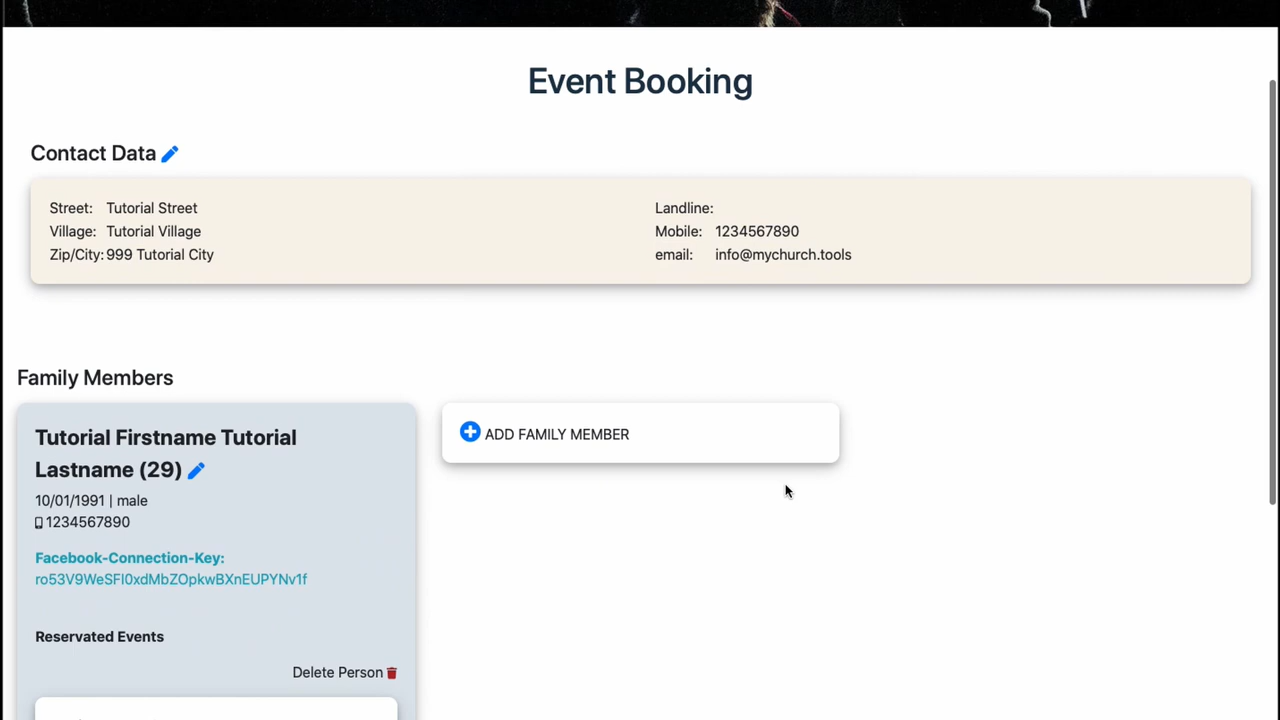 Event Booking
Contact Data
Street: Tutorial Street
Village: Tutorial Village
Zip/City: 999 Tutorial City
Landline:
Mobile: 1234567890
email: info@mychurch.tools
Family Members
Tutorial Firstname Tutorial
Lastname (29)
10/01/1991 | male
1234567890
Facebook-Connection-Key:
ro53V9WeSFl0xdMbZOpkwBXnEUPYNv1f
Reservated Events
Delete Person
ADD FAMILY MEMBER